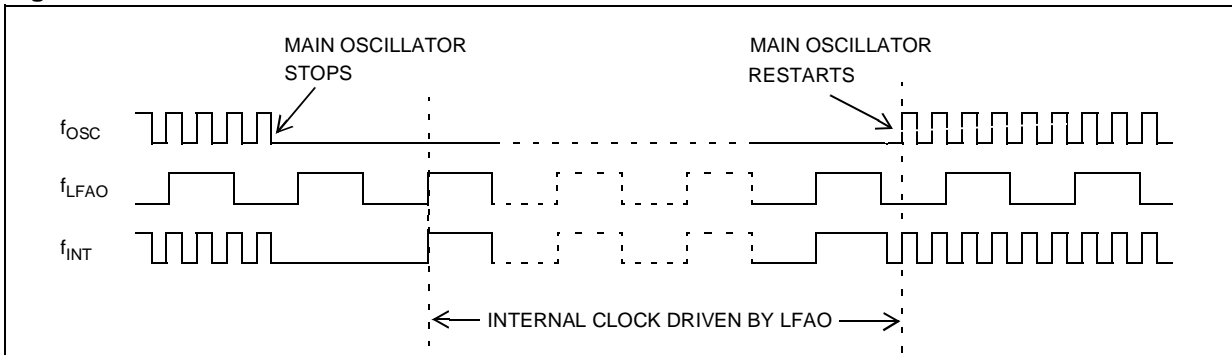 MAIN OSCILLATOR
STOPS
MAIN OSCILLATOR
RESTARTS
fOSC
fLFAO
fINT
INTERNAL CLOCK DRIVEN BY LFAO